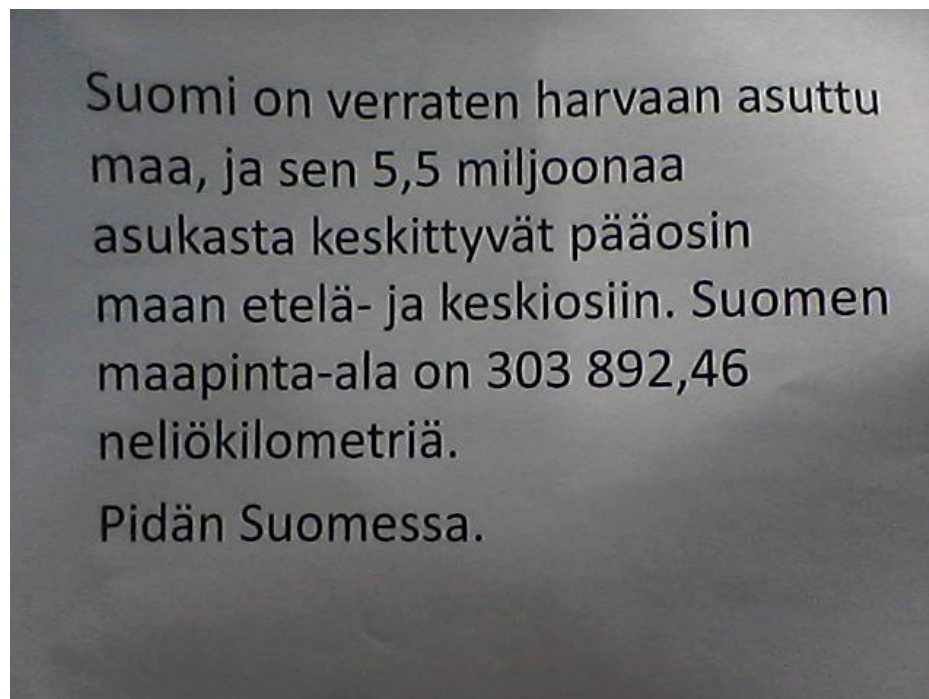 Suomi on verraten harvaan asuttu
maa, ja sen 5,5 miljoonaa
asukasta keskittyvät pääosin
maan etelä- ja keskiosiin. Suomen
maapinta-ala on 303 892,46
neliökilometriä.
Pidän Suomessa.